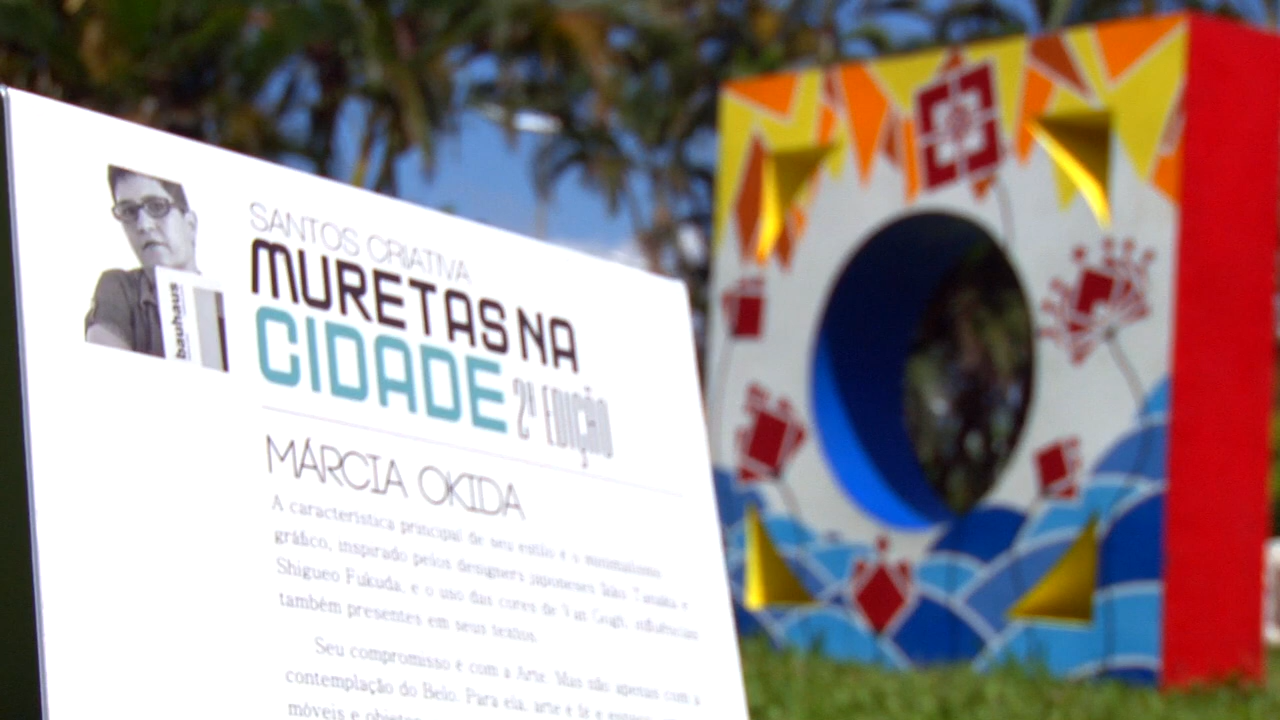 SANTOS CRIATIVA
MURETAS NA
CIDADE 2ª EDIÇÃO
bauhaus
MÁRCIA OKIDA
A característica principal de seu estilo é o minimalismo
gráfico, inspirado pelos designers japoneses Ikko Tanaka e
Shigueo Fukuda, e o uso das cores de Van Gogh, influências
também presentes em seus textos.
Seu compromisso é com a Arte. Mas não apenas com a
contemplação do Belo. Para ela, arte é
móveis e